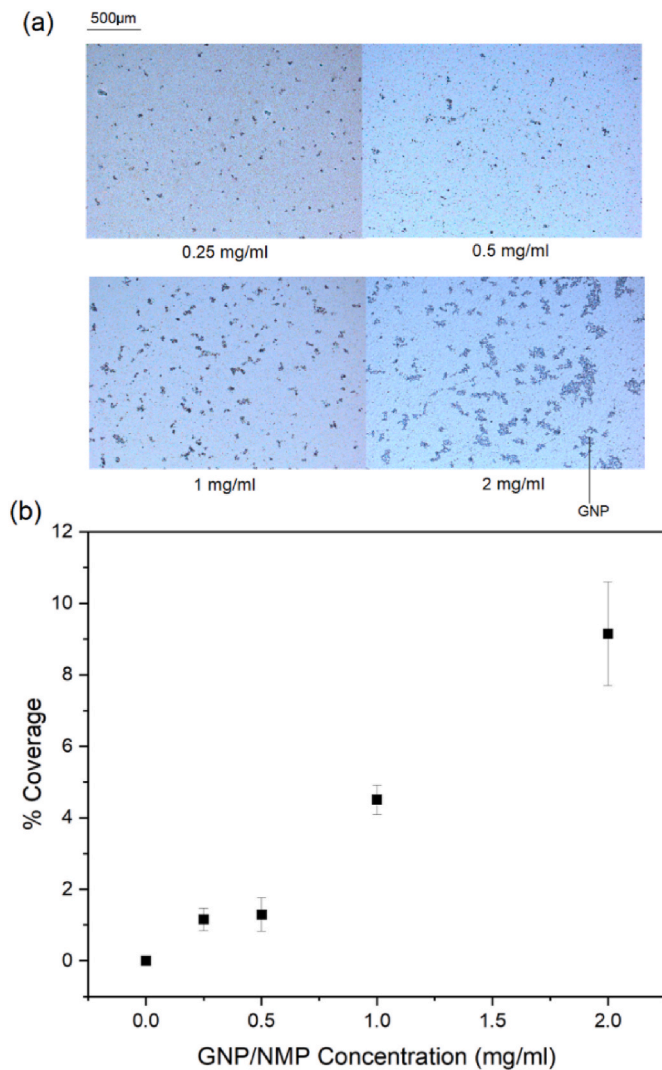 (a)
500µm
0.25 mg/ml
0.5 mg/ml
1 mg/ml
2 mg/ml
GNP
(b)
12
10
8
6
4
2
0
% Coverage
0.0
0.5
1.0
1.5
2.0
GNP/NMP Concentration (mg/ml)